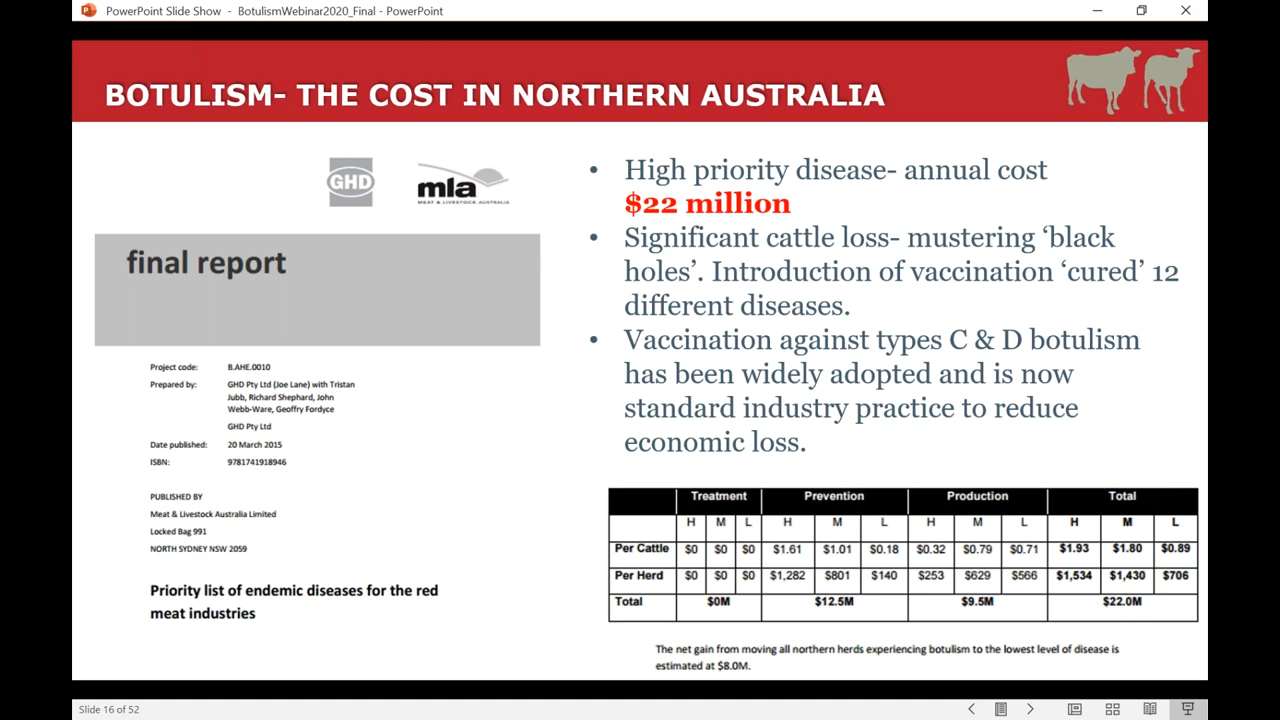 PowerPoint Slide Show - BotulismWebinar2020_Final - PowerPoint
BOTULISM- THE COST IN NORTHERN AUSTRALIA
GHD
mla
MEAT & LIVESTOCK AUSTRALIA
final report
Project code: B.AHE.0010
Prepared by: GHD Pty Ltd (Joe Lane) with Tristan
Jubb, Richard Shephard, John
Webb-Ware, Geoffry Fordyce
GHD Pty Ltd
Date published: 20 March 2015
ISBN: 9781741918946
PUBLISHED BY
Meat & Livestock Australia Limited
Locked Bag 991
NORTH SYDNEY NSW 2059
Priority list of endemic diseases for the red
meat industries
• High priority disease- annual cost
$22 million
• Significant cattle loss- mustering ‘black
holes’. Introduction of vaccination ‘cured’ 12
different diseases.
• Vaccination against types C & D botulism
has been widely adopted and is now
standard industry practice to reduce
economic loss.
Treatment Prevention Production Total
H M L H M L H M L H M L
Per Cattle $0 $0 $0 $1.61 $1.01 $0.18 $0.32 $0.79 $0.71 $1.93 $1.80 $0.89
Per Herd $0 $0 $0 $1,282 $801 $140 $253 $629 $566 $1,534 $1,430 $706
Total $0M $12.5M $9.5M $22.0M
The net gain from moving all northern herds experiencing botulism to the lowest level of disease is
estimated at $8.0M.
Slide 16 of 52